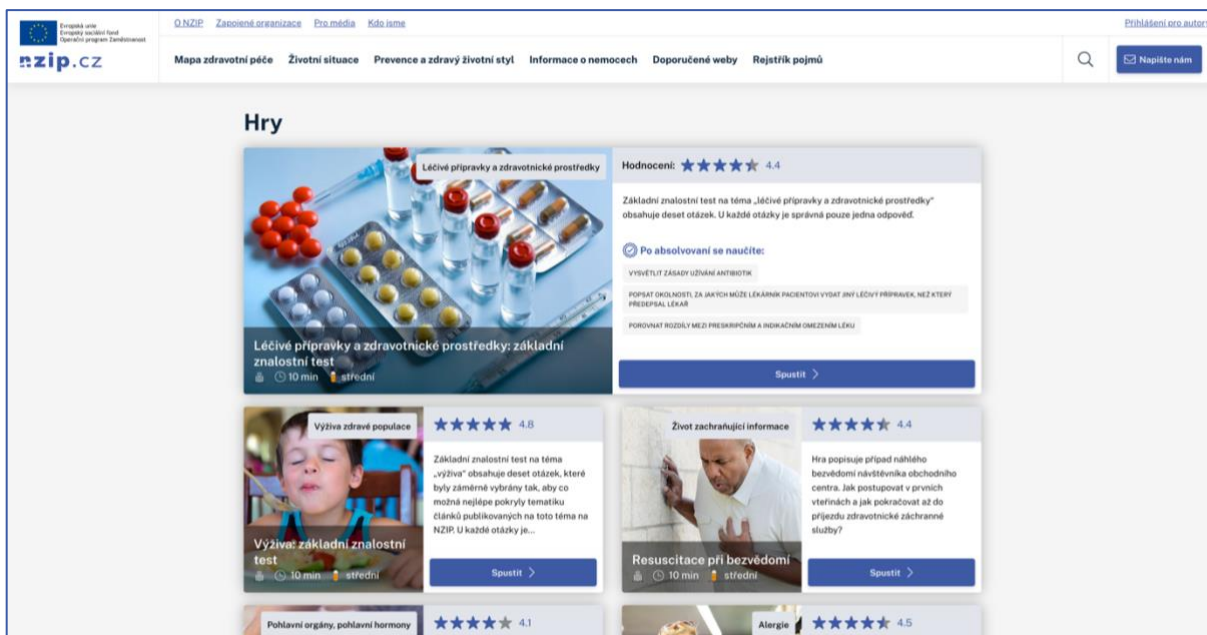 Evropská unie
Evropský sociální fond
Operační program Zaměstnanost
O NZIP Zapojené organizace Pro média Kdo jsme
Přihlášení pro autory
nzip.cz
Mapa zdravotní péče Životní situace Prevence a zdravý životní styl Informace o nemocech Doporučené weby Rejstřík pojmů
Napište nám
Hry
Léčivé přípravky a zdravotnické prostředky
Léčivé přípravky a zdravotnické prostředky: základní
znalostní test
10 min střední
Hodnocení: 4.4
Základní znalostní test na téma „léčivé přípravky a zdravotnické prostředky“
obsahuje deset otázek. U každé otázky je správná pouze jedna odpověď.
Po absolvovaní se naučíte:
VYSVĚTLIT ZÁSADY UŽÍVÁNÍ ANTIBIOTIK
POPSAT OKOLNOSTI, ZA JAKÝCH MŮŽE LÉKÁRNÍK PACIENTOVI VYDAT JINÝ LÉČIVÝ PŘÍPRAVEK, NEŽ KTERÝ
PŘEDEPSAL LÉKAŘ
POROVNAT ROZDÍLY MEZI PRESKRIPČNÍM A INDIKAČNÍM OMEZENÍM LÉKU
Spustit
Výživa zdravé populace
Výživa: základní znalostní
test
10 min střední
4.8
Základní znalostní test na téma
„výživa“ obsahuje deset otázek, které
byly záměrně vybrány tak, aby co
možná nejlépe pokryly tematiku
článků publikovaných na toto téma na
NZIP. U každé otázky je...
Spustit
Život zachraňující informace
Resuscitace při bezvědomí
10 min střední
4.4
Hra popisuje případ náhlého
bezvědomí návštěvníka obchodního
centra. Jak postupovat v prvních
vteřinách a jak pokračovat až do
příjezdu zdravotnické záchranné
služby?
Spustit
Pohlavní orgány, pohlavní hormony
4.1
Alergie
4.5